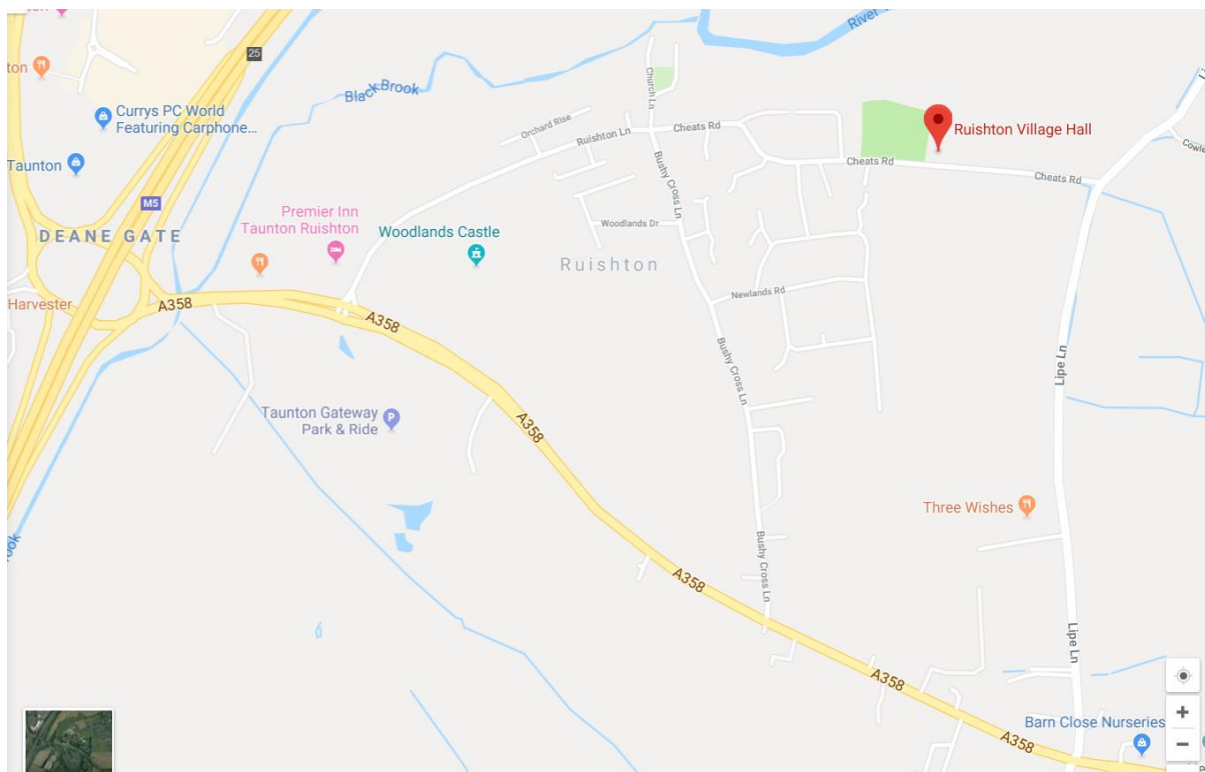 River
25
Black Brook
Currys PC World
Featuring Carphone...
Taunton
M5
DEANE GATE
Harvester
Premier Inn
Taunton Ruishton
Woodlands Castle
Orchard Rise
Ruishton Ln
Church Ln
Cheats Rd
Bushy Cross Ln
Ruishton Village Hall
Cheats Rd
Cheats Rd
Woodlands Dr
Ruishton
Newlands Rd
A358
A358
Taunton Gateway
Park & Ride
A358
Bushy Cross Ln
Lipe Ln
Three Wishes
Bushy Cross Ln
A358
Lipe Ln
A358
Barn Close Nurseries
A358
+
−